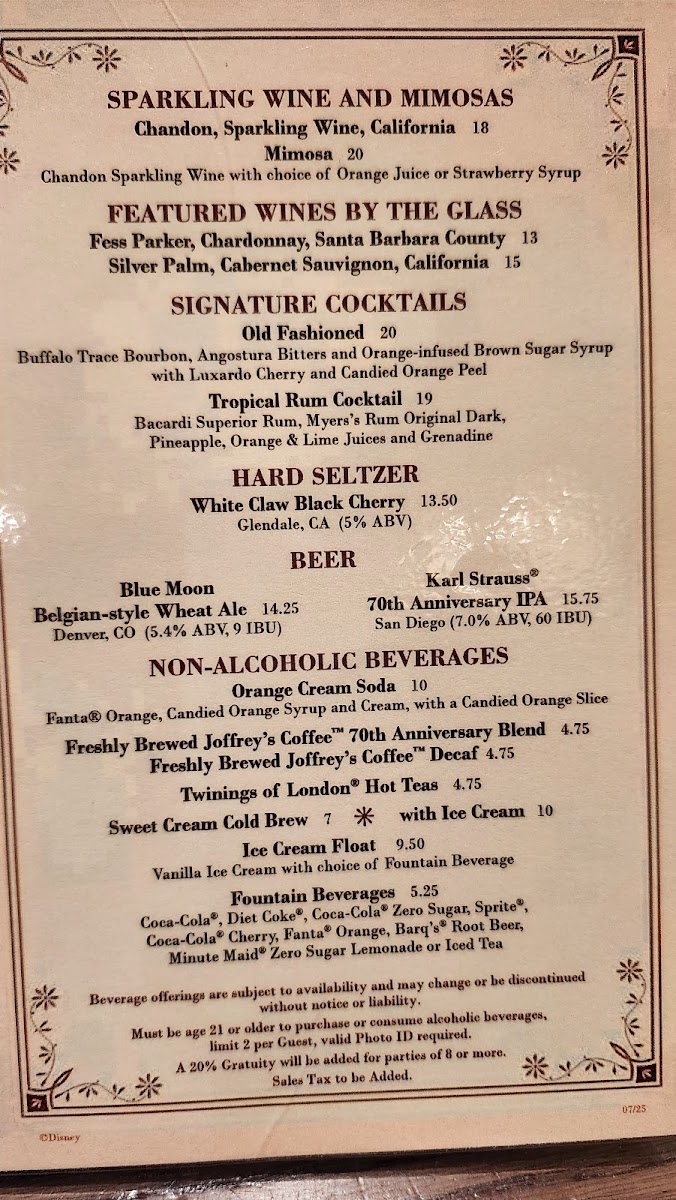 SPARKLING WINE AND MIMOSAS
Chandon, Sparkling Wine, California 18
Mimosa 20
Chandon Sparkling Wine with choice of Orange Juice or Strawberry Syrup
FEATURED WINES BY THE GLASS
Fess Parker, Chardonnay, Santa Barbara County 13
Silver Palm, Cabernet Sauvignon, California 15
SIGNATURE COCKTAILS
Old Fashioned 20
Buffalo Trace Bourbon, Angostura Bitters and Orange-infused Brown Sugar Syrup
with Luxardo Cherry and Candied Orange Peel
Tropical Rum Cocktail 19
Bacardi Superior Rum, Myers's Rum Original Dark,
Pineapple, Orange & Lime Juices and Grenadine
HARD SELTZER
White Claw Black Cherry 13.50
Glendale, CA (5% ABV)
BEER
Blue Moon
Belgian-style Wheat Ale 14.25
Denver, CO (5.4% ABV, 9 IBU)
Karl Strauss®
70th Anniversary IPA 15.75
San Diego (7.0% ABV, 60 IBU)
NON-ALCOHOLIC BEVERAGES
Orange Cream Soda 10
Fanta® Orange, Candied Orange Syrup and Cream, with a Candied Orange Slice
Freshly Brewed Joffrey's Coffee™ 70th Anniversary Blend 4.75
Freshly Brewed Joffrey's Coffee™ Decaf 4.75
Twinings of London® Hot Teas 4.75
Sweet Cream Cold Brew 7 with Ice Cream 10
Ice Cream Float 9.50
Vanilla Ice Cream with choice of Fountain Beverage
Fountain Beverages 5.25
Coca-Cola®, Diet Coke®, Coca-Cola® Zero Sugar, Sprite®,
Coca-Cola® Cherry, Fanta® Orange, Barq's® Root Beer,
Minute Maid® Zero Sugar Lemonade or Iced Tea
Beverage offerings are subject to availability and may change or be discontinued
without notice or liability.
Must be age 21 or older to purchase or consume alcoholic beverages,
limit 2 per Guest, valid Photo ID required.
A 20% Gratuity will be added for parties of 8 or more.
Sales Tax to be Added.
07/25
©Disney